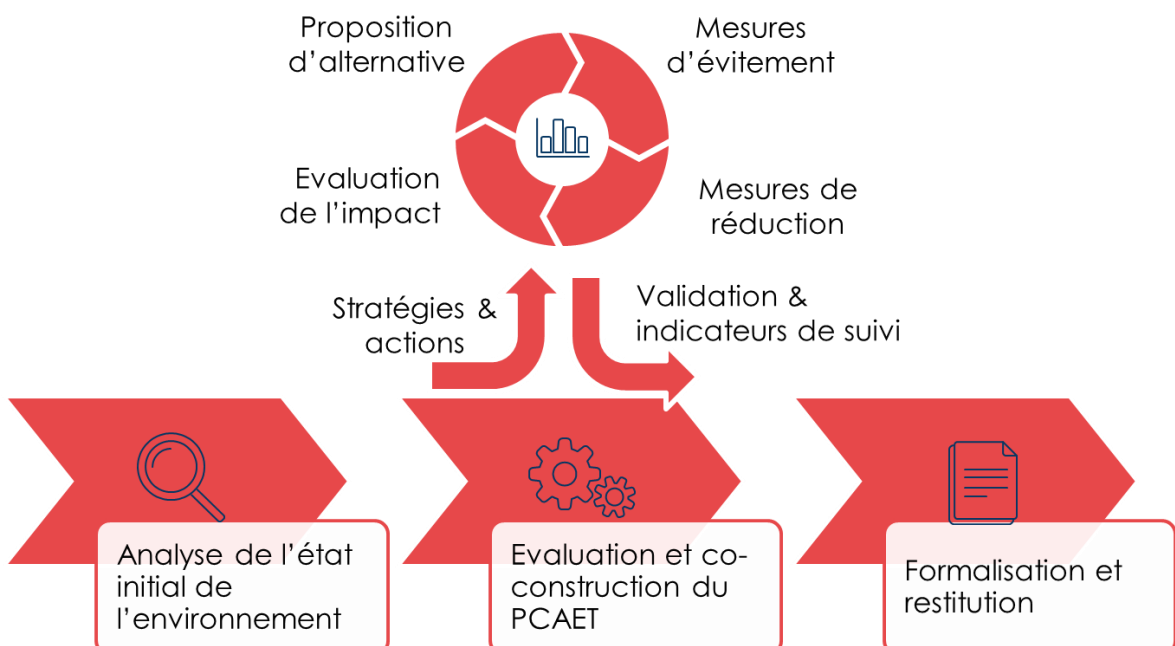 Proposition
d’alternative
Mesures
d’évitement
Evaluation
de l’impact
Mesures de
réduction
Stratégies &
actions
Validation &
indicateurs de suivi
Analyse de l’état
initial de
l’environnement
Evaluation et co-
construction du
PCAET
Formalisation et
restitution